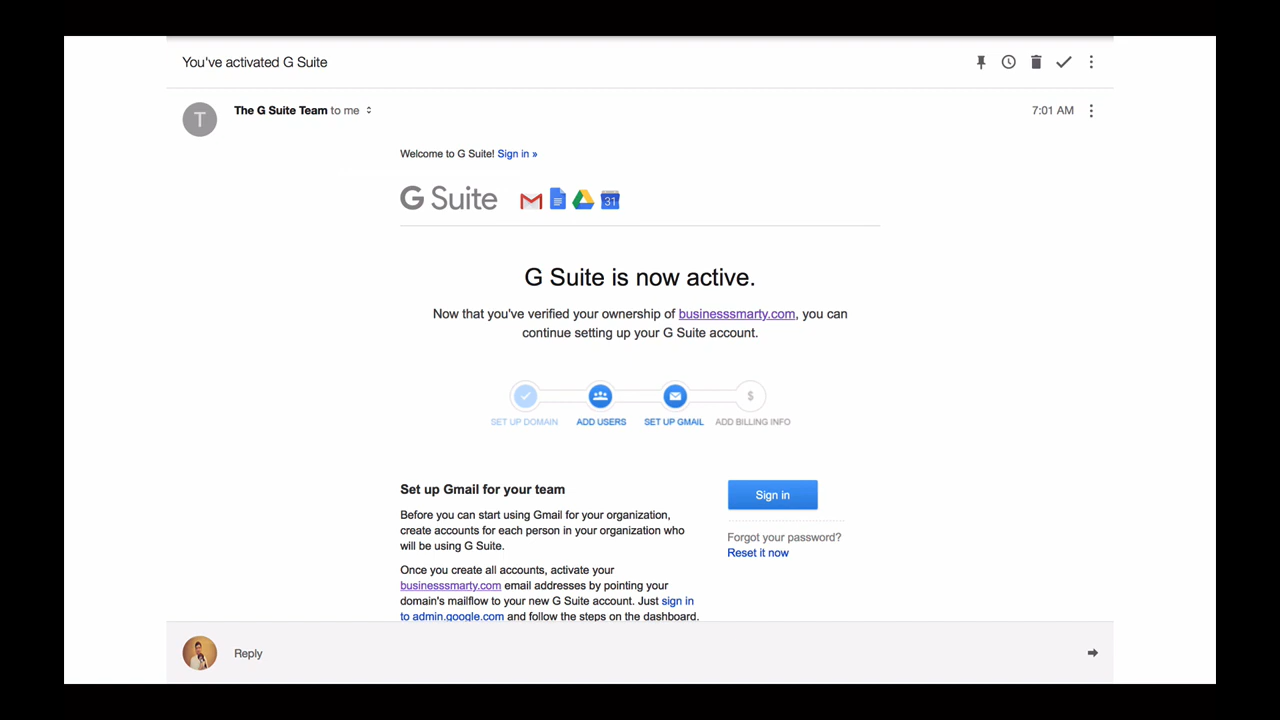 You've activated G Suite
T
The G Suite Team to me
7:01 AM
Welcome to G Suite! Sign in »
G Suite
31
G Suite is now active.
Now that you've verified your ownership of businesssmarty.com, you can
continue setting up your G Suite account.
$
SET UP DOMAIN ADD USERS SET UP GMAIL ADD BILLING INFO
Set up Gmail for your team
Before you can start using Gmail for your organization,
create accounts for each person in your organization who
will be using G Suite.
Once you create all accounts, activate your
businesssmarty.com email addresses by pointing your
domain's mailflow to your new G Suite account. Just sign in
to admin.google.com and follow the steps on the dashboard.
Sign in
Forgot your password?
Reset it now
Reply